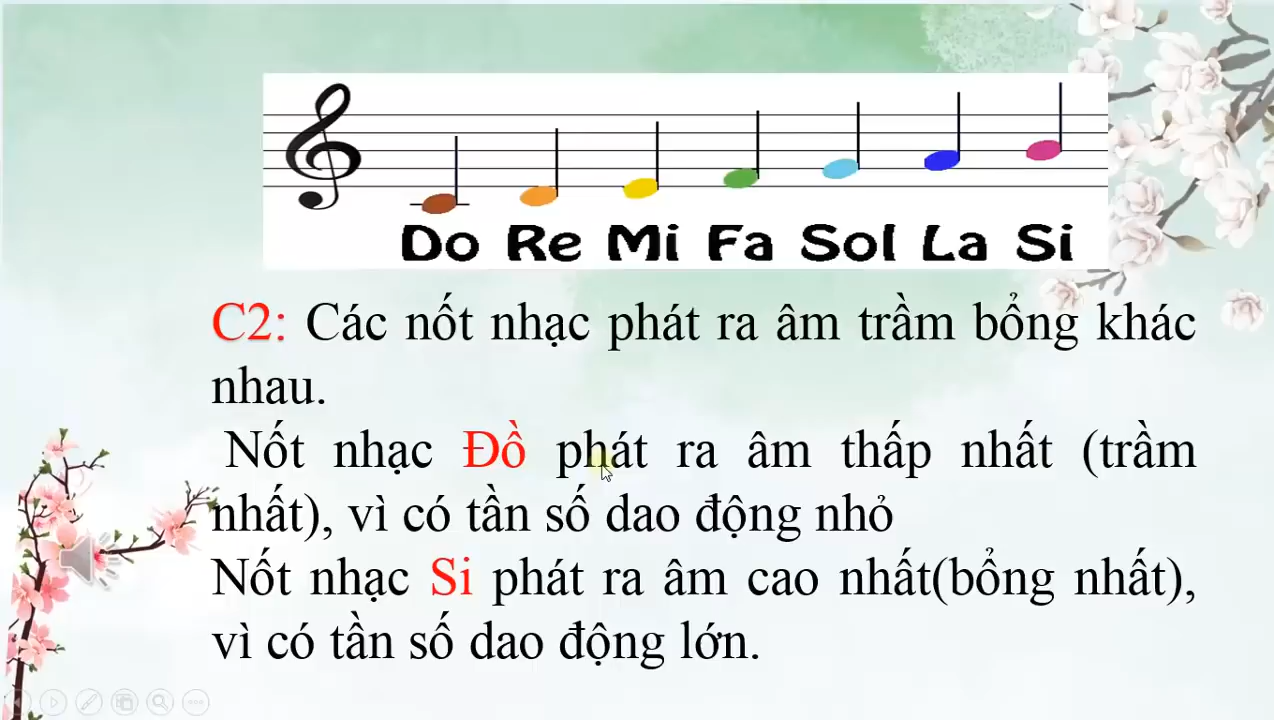 Do Re Mi Fa Sol La Si
C2: Các nốt nhạc phát ra âm trầm bổng khác
nhau.
Nốt nhạc Đồ phát ra âm thấp nhất (trầm
nhất), vì có tần số dao động nhỏ
Nốt nhạc Si phát ra âm cao nhất(bổng nhất),
vì có tần số dao động lớn.